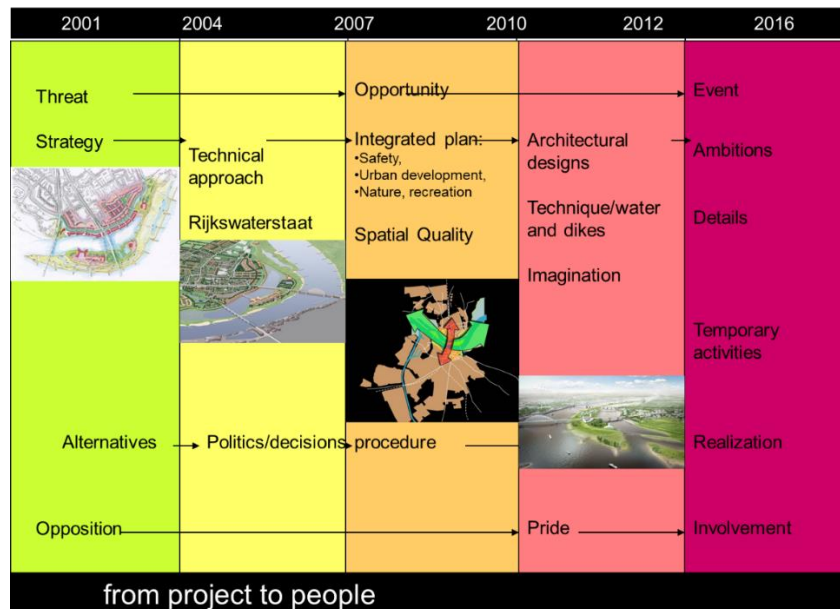 2001 2004 2007 2010 2012 2016
Threat Opportunity Event
Strategy Integrated plan: Architectural designs Ambitions
•Safety,
•Urban development,
•Nature, recreation
Technical
approach
Rijkswaterstaat Spatial Quality Technique/water
and dikes Details
Imagination
Temporary
activities
Alternatives Politics/decisions procedure Realization
Opposition Pride Involvement
from project to people